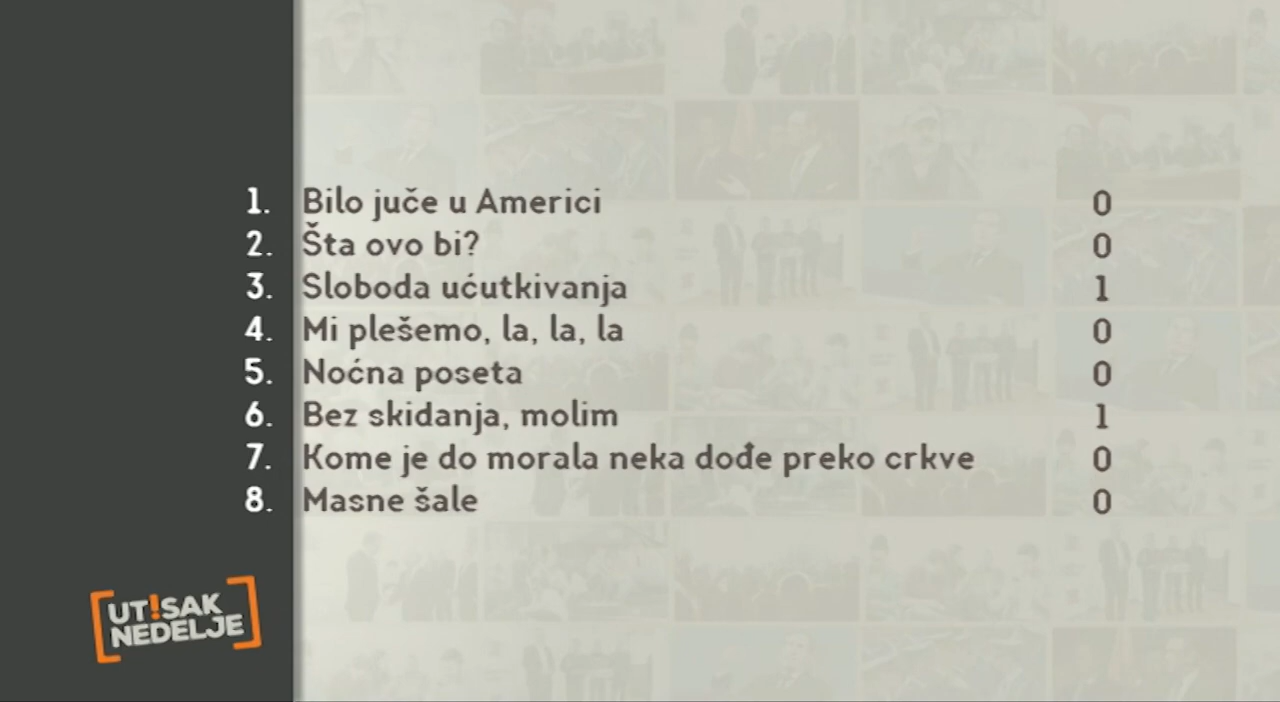 1. Bilo juče u Americi 0
2. Šta ovo bi? 0
3. Sloboda ućutkivanja 1
4. Mi plešemo, la, la, la 0
5. Noćna poseta 0
6. Bez skidanja, molim 1
7. Kome je do morala neka dođe preko crkve 0
8. Masne šale 0
UT!SAK
NEDELJE